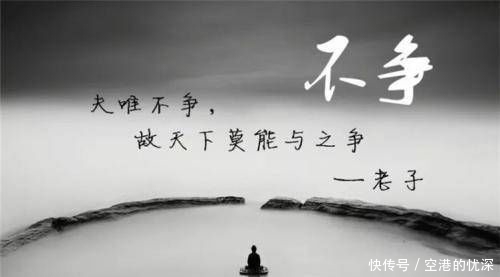 不争
夫唯不争，
故天下莫能与之争
—老子
快传号／空港的忧深